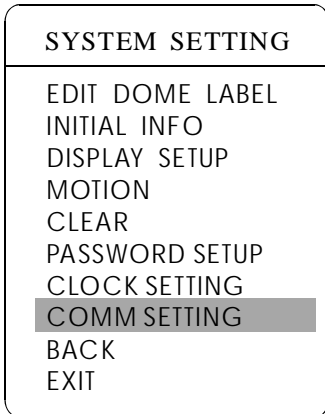 SYSTEM SETTING
EDIT DOME LABEL
INITIAL INFO
DISPLAY SETUP
MOTION
CLEAR
PASSWORD SETUP
CLOCK SETTING
COMM SETTING
BACK
EXIT